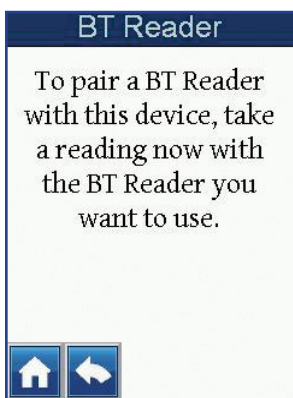 BT Reader
To pair a BT Reader
with this device, take
a reading now with
the BT Reader you
want to use.